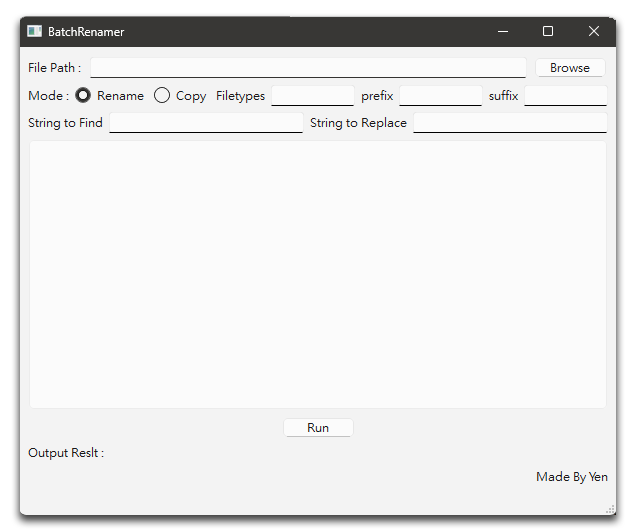 BatchRenamer
File Path : Browse
Mode : Rename Copy Filetypes prefix suffix
String to Find String to Replace
Run
Output Reslt :
Made By Yen